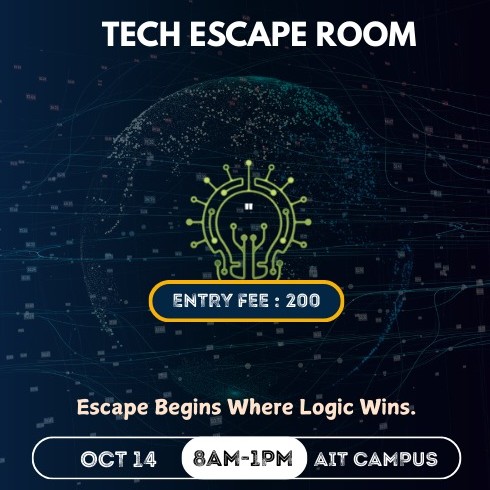 TECH ESCAPE ROOM
ENTRY FEE : 200
Escape Begins Where Logic Wins.
OCT 14 8AM-1PM AIT CAMPUS